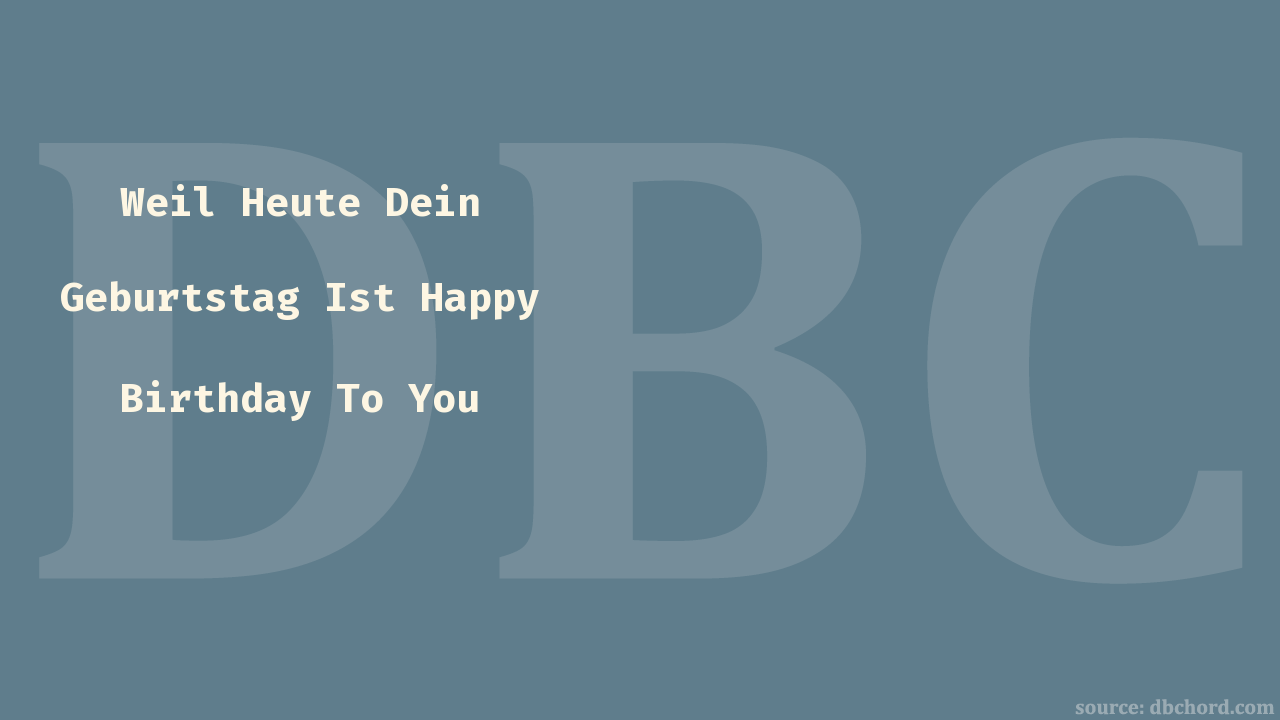 DBC
Weil Heute Dein
Geburtstag Ist Happy
Birthday To You
source: dbchord.com